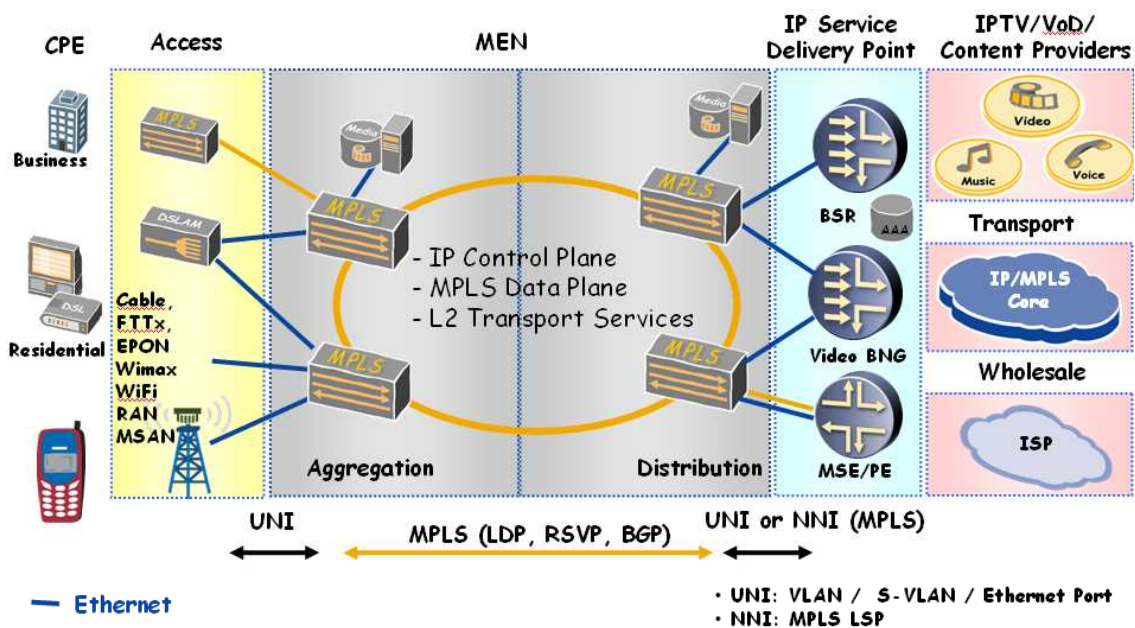 CPE
Access
MEN
IP Service
Delivery Point
IPTV/VoD/
Content Providers
Business
MPLS
DSLAM
DSL
Residential
Cable,
FTTx,
EPON
Wimax
WiFi
RAN
MSAN
Media
MPLS
MPLS
Aggregation
- IP Control Plane
- MPLS Data Plane
- L2 Transport Services
Media
MPLS
MPLS
Distribution
BSR
AAA
Video BNG
MSE/PE
Video
Music
Voice
Transport
IP/MPLS
Core
Wholesale
ISP
UNI
MPLS (LDP, RSVP, BGP)
UNI or NNI (MPLS)
Ethernet
• UNI: VLAN / S-VLAN / Ethernet Port
• NNI: MPLS LSP